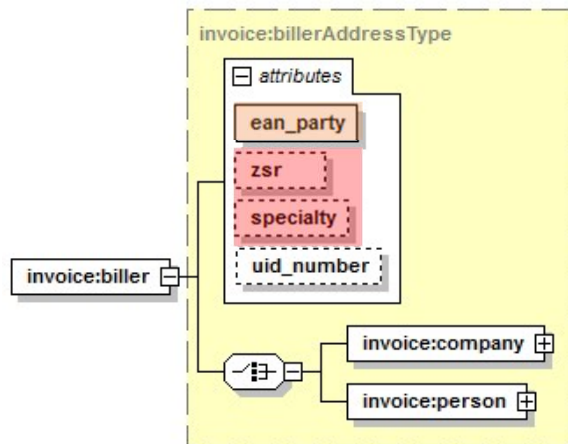 invoice:billerAddressType
attributes
ean_party
zsr
specialty
uid_number
invoice:biller
invoice:company
invoice:person